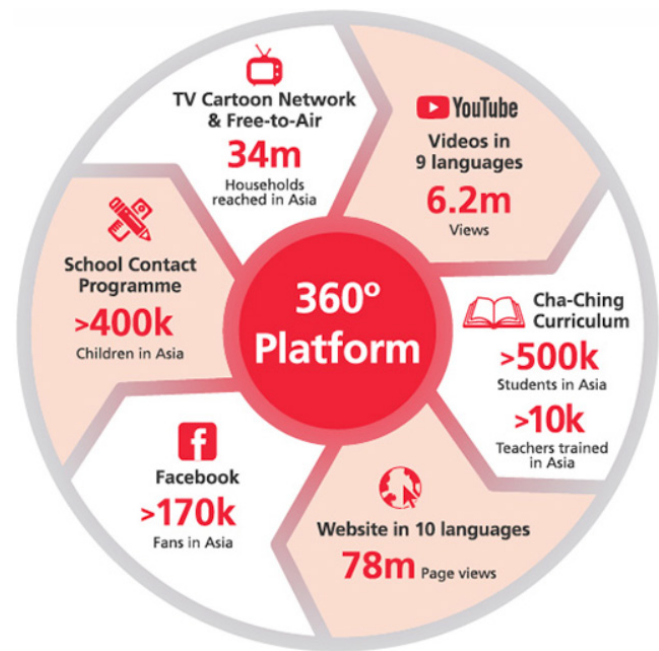 TV Cartoon Network
& Free-to-Air
34m
Households
reached in Asia
YouTube
Videos in
9 languages
6.2m
Views
Cha-Ching
Curriculum
>500k
Students in Asia
>10k
Teachers trained
in Asia
Website in 10 languages
78m Page views
Facebook
>170k
Fans in Asia
School Contact
Programme
>400k
Children in Asia
360º
Platform